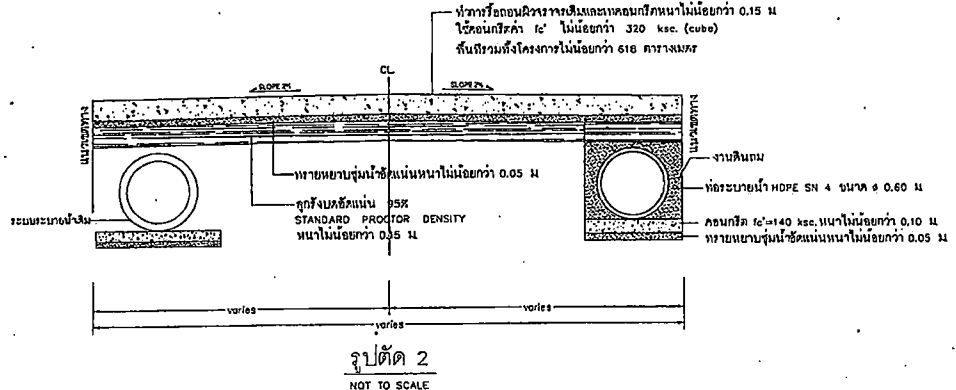 ทำการรื้อถอนผิวจราจรเดิมและเทคอนกรีตหนาไม่น้อยกว่า 0.15 ม
ใช้คอนกรีตค่า fc' ไม่น้อยกว่า 320 ksc. (cube)
พื้นที่รวมทั้งโครงการไม่น้อยกว่า 618 ตารางเมตร
CL
SLOPE 2%
SLOPE 2%
แนวเขตทาง
แนวเขตทาง
งานดินถม
ทรายหยาบชุ่มน้ำอัดแน่นหนาไม่น้อยกว่า 0.05 ม
ท่อระบายน้ำ HDPE SN 4 ขนาด ø 0.60 ม
ลูกรังบดอัดแน่น 95%
STANDARD PROCTOR DENSITY
หนาไม่น้อยกว่า 0.15 ม
ระบบระบายน้ำเดิม
คอนกรีต fc'=140 ksc. หนาไม่น้อยกว่า 0.10 ม
ทรายหยาบชุ่มน้ำอัดแน่นหนาไม่น้อยกว่า 0.05 ม
varies
varies
varies
รูปตัด 2
NOT TO SCALE